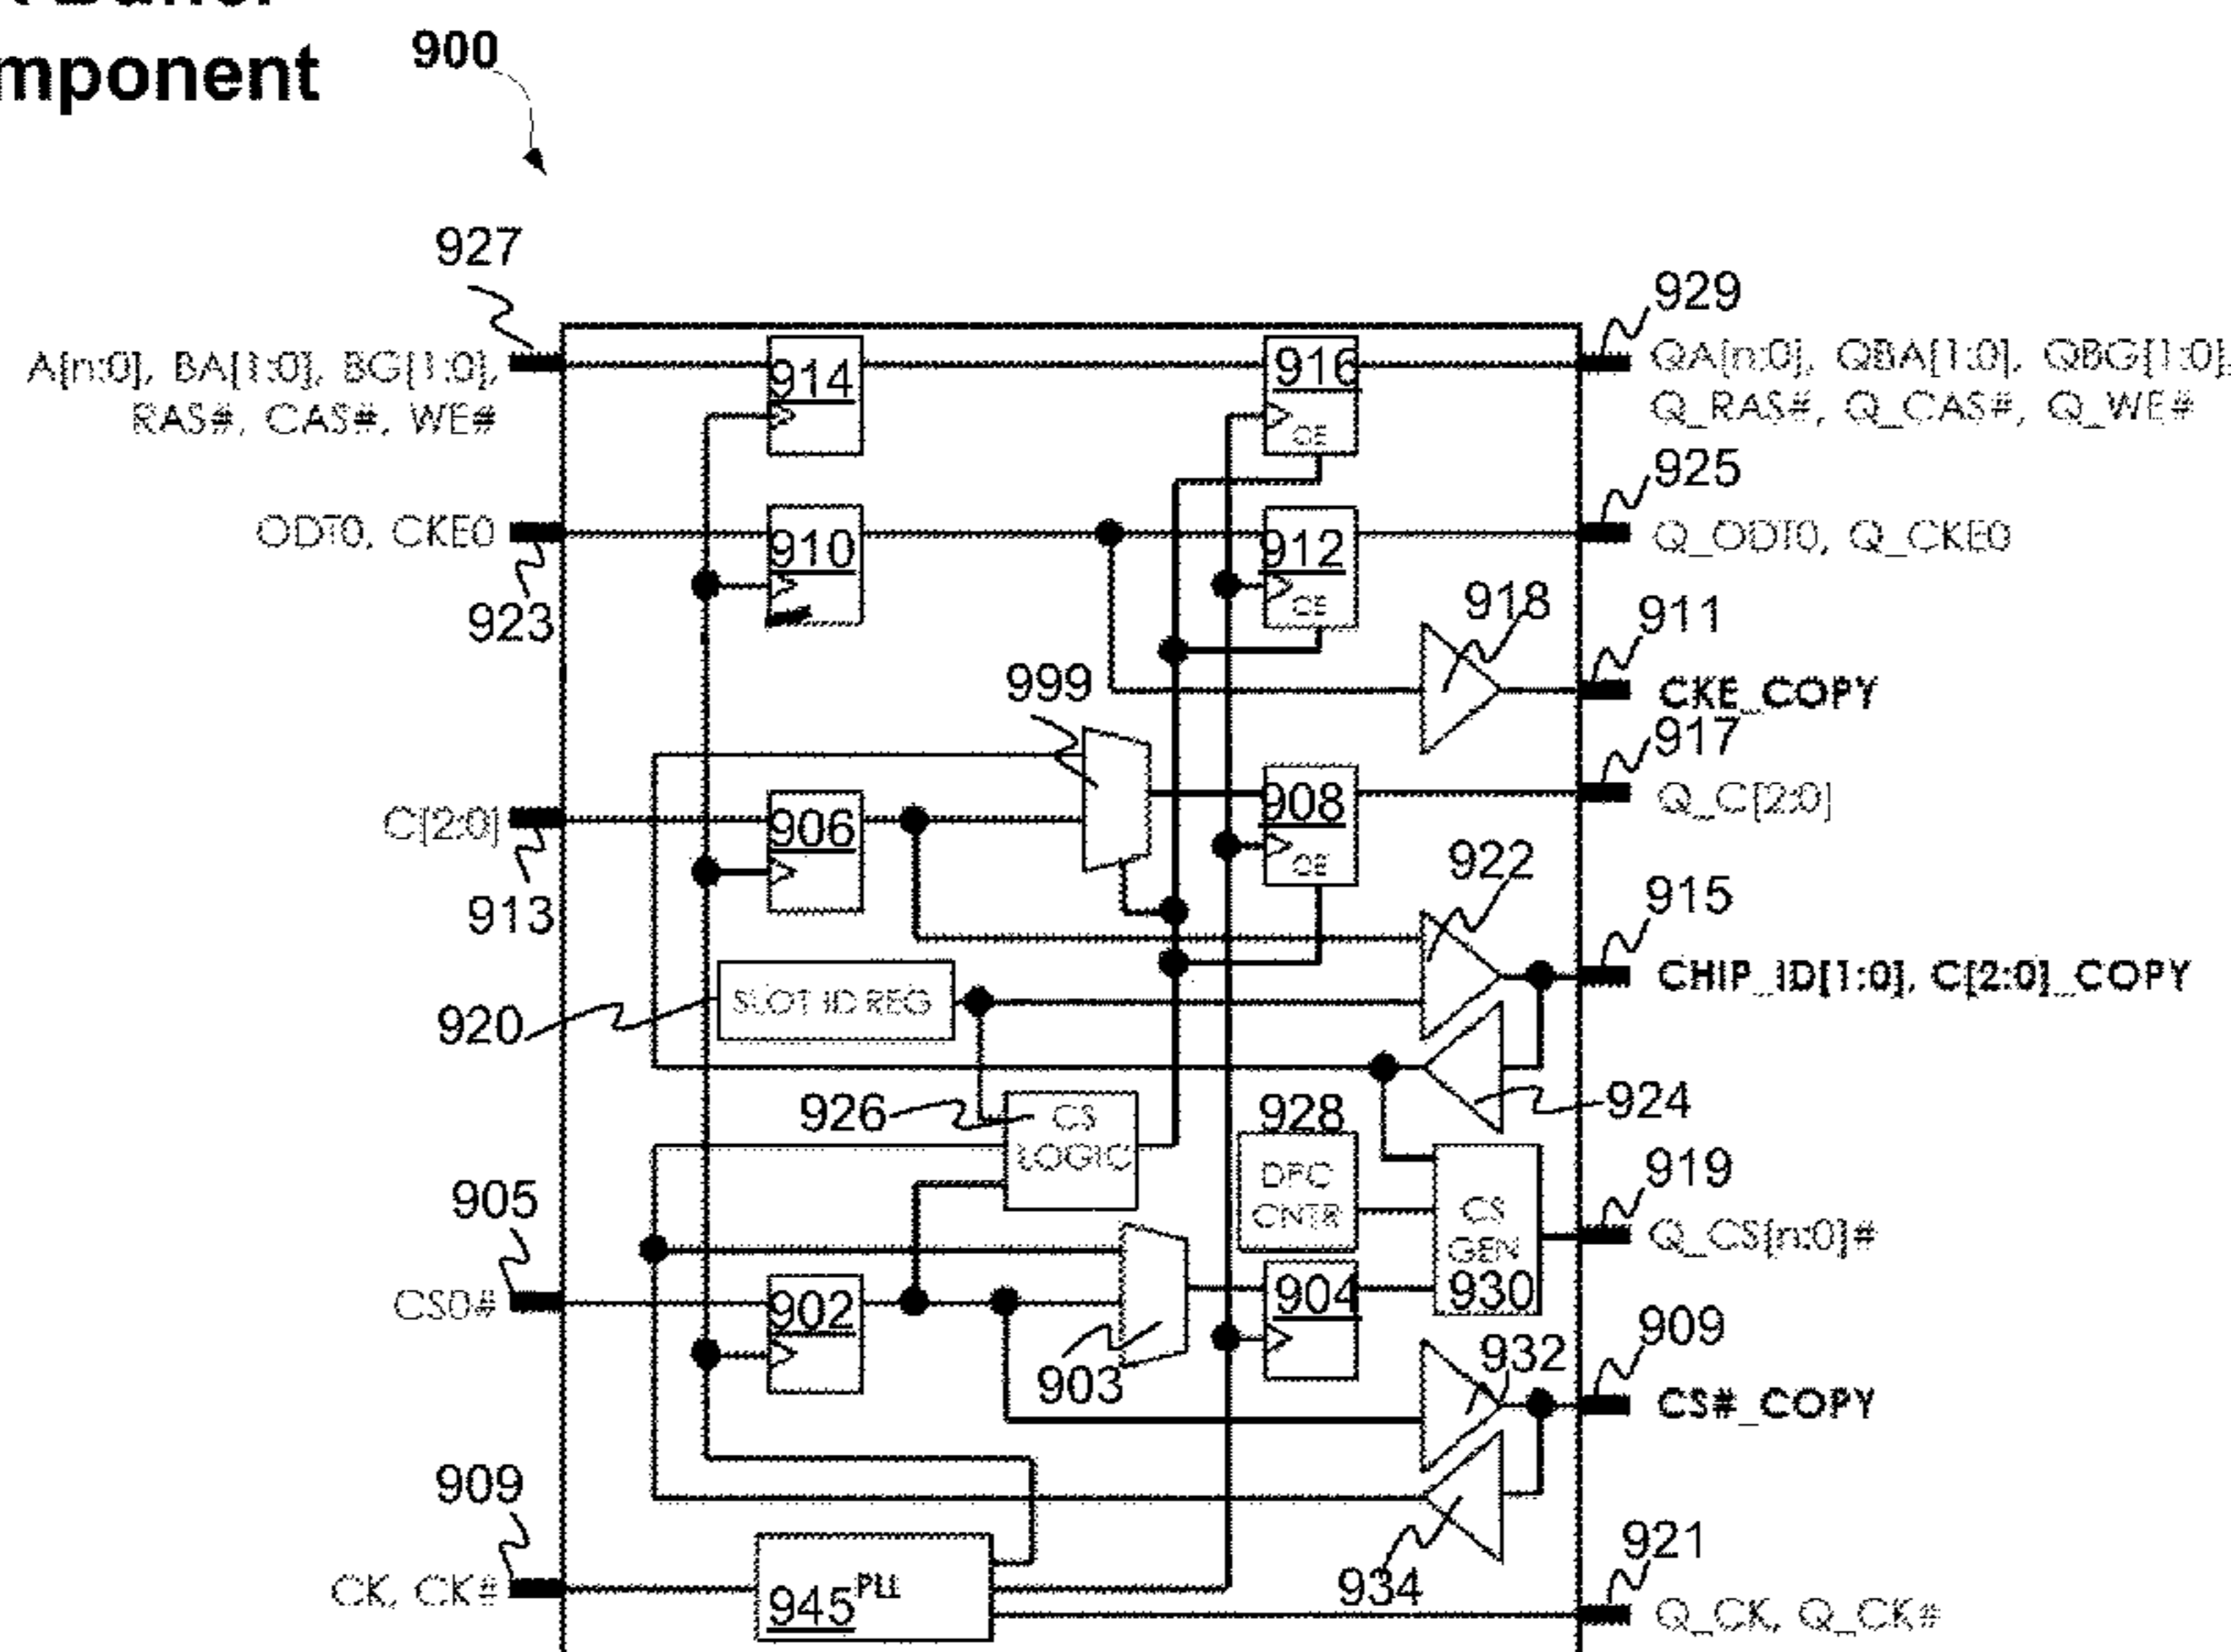 mponent
900
927
929
A[n:0], BA[1:0], BG[1:0],
RAS#, CAS#, WE#
914
916
CE
QA[n:0], QBA[1:0], QBG[1:0],
Q_RAS#, Q_CAS#, Q_WE#
925
ODT0, CKE0
910
912
CE
Q_ODT0, Q_CKE0
923
918
911
999
CKE_COPY
917
C[2:0]
906
908
CE
Q_C[2:0]
913
922
915
920
SLOT ID REG
CHIP_ID[1:0], C[2:0]_COPY
924
926
CS
LOGIC
928
DPC
CNTR
919
905
CS
GEN
930
Q_CS[n:0]#
CS0#
902
904
903
932
909
CS#_COPY
909
934
921
CK, CK#
945
PLL
Q_CK, Q_CK#